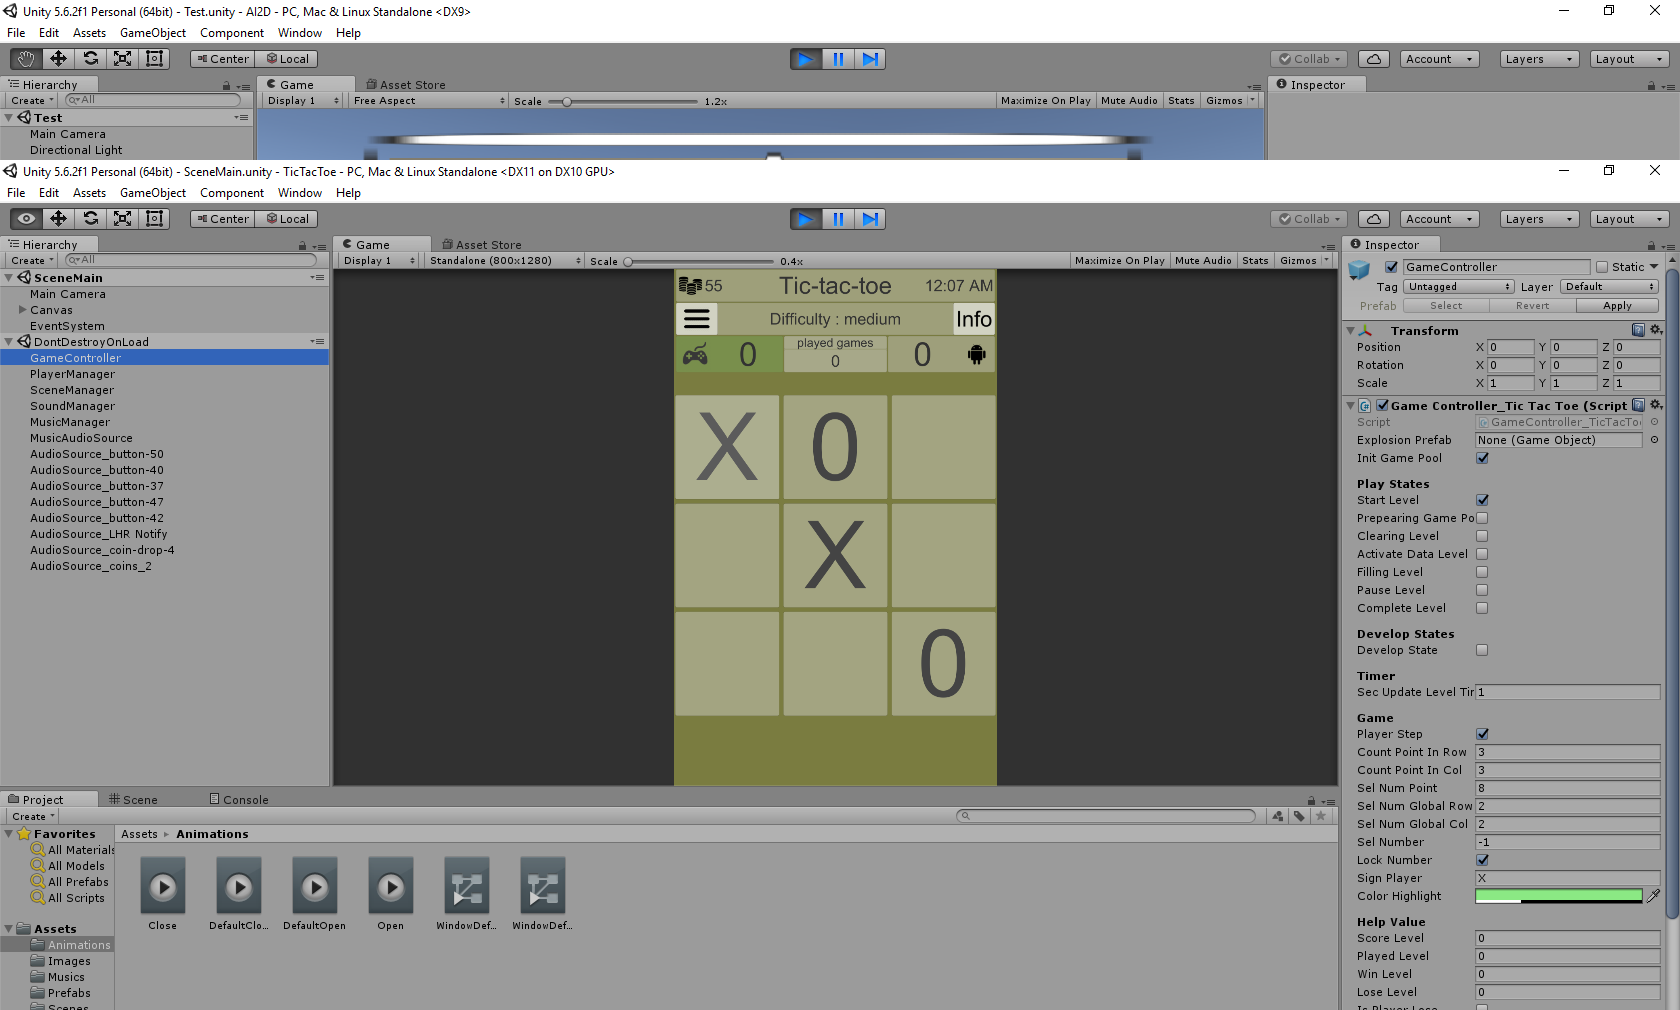 Unity 5.6.2f1 Personal (64bit) - Test.unity - AI2D - PC, Mac & Linux Standalone <DX9>
File Edit Assets GameObject Component Window Help
Center Local Collab Account Layers Layout
Hierarchy Game Asset Store Inspector
Create All Display 1 Free Aspect Scale 1.2x Maximize On Play Mute Audio Stats Gizmos
Test
Main Camera
Directional Light
Unity 5.6.2f1 Personal (64bit) - SceneMain.unity - TicTacToe - PC, Mac & Linux Standalone <DX11 on DX10 GPU>
File Edit Assets GameObject Component Window Help
Center Local Collab Account Layers Layout
Hierarchy Game Asset Store Inspector
Create All Display 1 Standalone (800x1280) Scale 0.4x Maximize On Play Mute Audio Stats Gizmos
SceneMain
Main Camera
Canvas
EventSystem
DontDestroyOnLoad
GameController
PlayerManager
SceneManager
SoundManager
MusicManager
MusicAudioSource
AudioSource_button-50
AudioSource_button-40
AudioSource_button-37
AudioSource_button-47
AudioSource_button-42
AudioSource_LHR Notify
AudioSource_coin-drop-4
AudioSource_coins_2
55 Tic-tac-toe 12:07 AM
Difficulty : medium Info
0 played games 0
0
X 0
X
0
GameController Static
Tag Untagged Layer Default
Prefab Select Revert Apply
Transform
Position X 0 Y 0 Z 0
Rotation X 0 Y 0 Z 0
Scale X 1 Y 1 Z 1
Game Controller_Tic Tac Toe (Script
Script GameController_TicTacTo
Explosion Prefab None (Game Object)
Init Game Pool
Play States
Start Level
Prepearing Game Po
Clearing Level
Activate Data Level
Filling Level
Pause Level
Complete Level
Develop States
Develop State
Timer
Sec Update Level Tir 1
Game
Player Step
Count Point In Row 3
Count Point In Col 3
Sel Num Point 8
Sel Num Global Row 2
Sel Num Global Col 2
Sel Number -1
Lock Number
Sign Player X
Color Highlight
Help Value
Score Level 0
Played Level 0
Win Level 0
Lose Level 0
Is Player Lose
Project Scene Console
Create
Favorites Assets Animations
All Materials
All Models
All Prefabs
All Scripts
Assets
Animations
Images
Musics
Prefabs
Scenes
Close DefaultClo... DefaultOpen Open WindowDef... WindowDef...